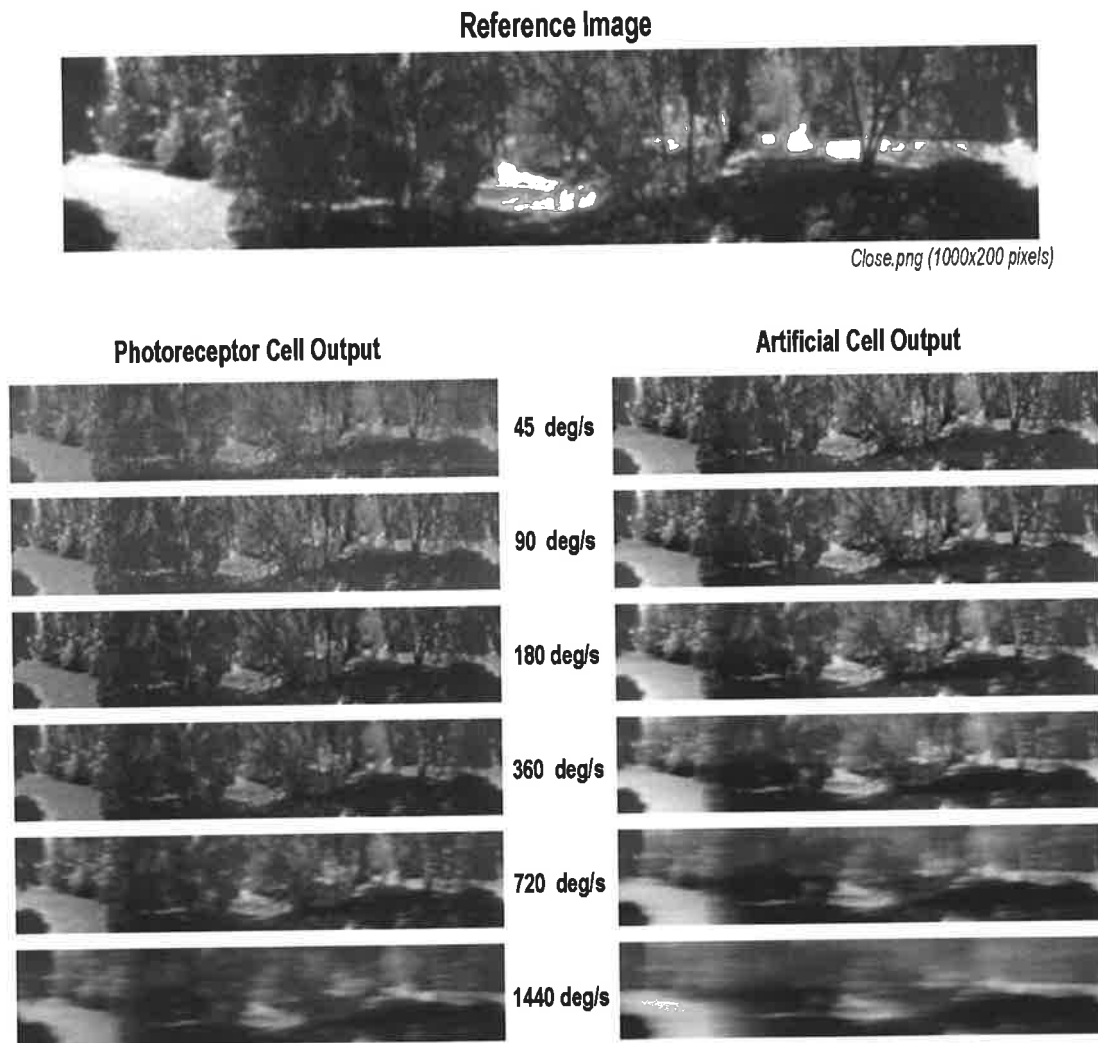 Reference Image
Close.png (1000x200 pixels)
Photoreceptor Cell Output
Artificial Cell Output
45 deg/s
90 deg/s
180 deg/s
360 deg/s
720 deg/s
1440 deg/s